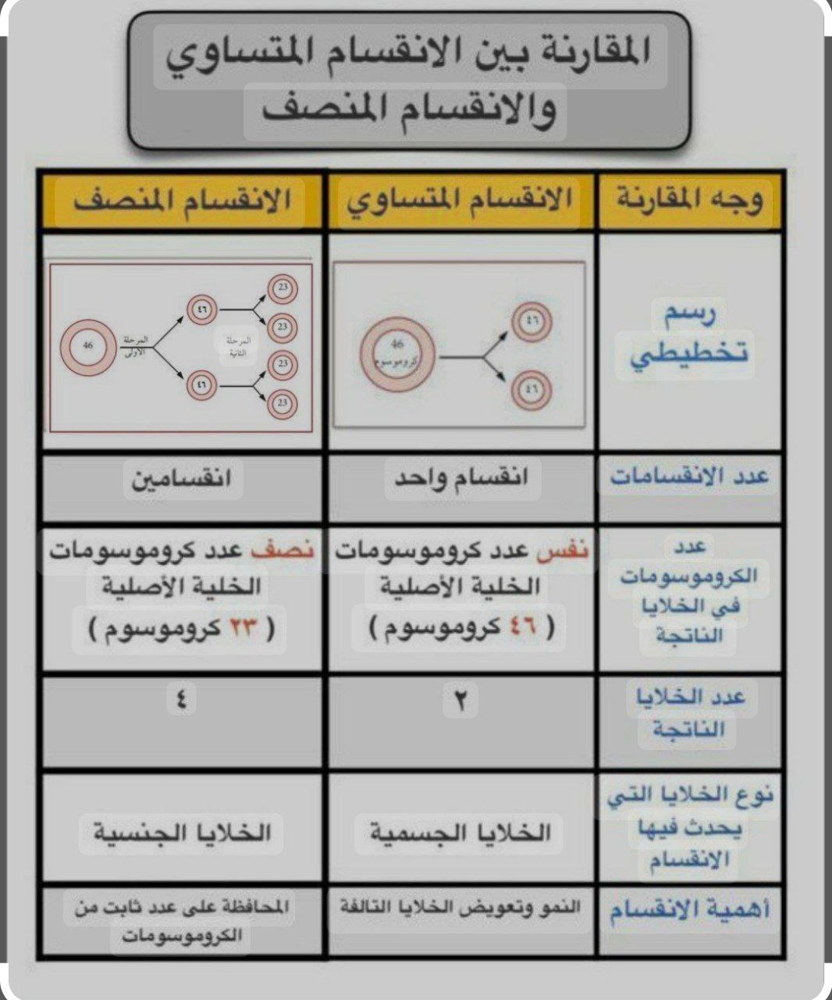 المقارنة بين الانقسام المتساوي
والانقسام المنصف
وجه المقارنة
الانقسام المتساوي
الانقسام المنصف
رسم
تخطيطي
46
كروموسوم
٤٦
٤٦
46
المرحلة
الأولى
٤٦
٤٦
المرحلة
الثانية
23
23
23
23
عدد الانقسامات
انقسام واحد
انقسامين
عدد
الكروموسومات
في الخلايا
الناتجة
نفس عدد كروموسومات
الخلية الأصلية
( ٤٦ كروموسوم )
نصف عدد كروموسومات
الخلية الأصلية
( ٢٣ كروموسوم )
عدد الخلايا
الناتجة
٢
٤
نوع الخلايا التي
يحدث فيها
الانقسام
الخلايا الجسمية
الخلايا الجنسية
أهمية الانقسام
النمو وتعويض الخلايا التالفة
المحافظة على عدد ثابت من
الكروموسومات